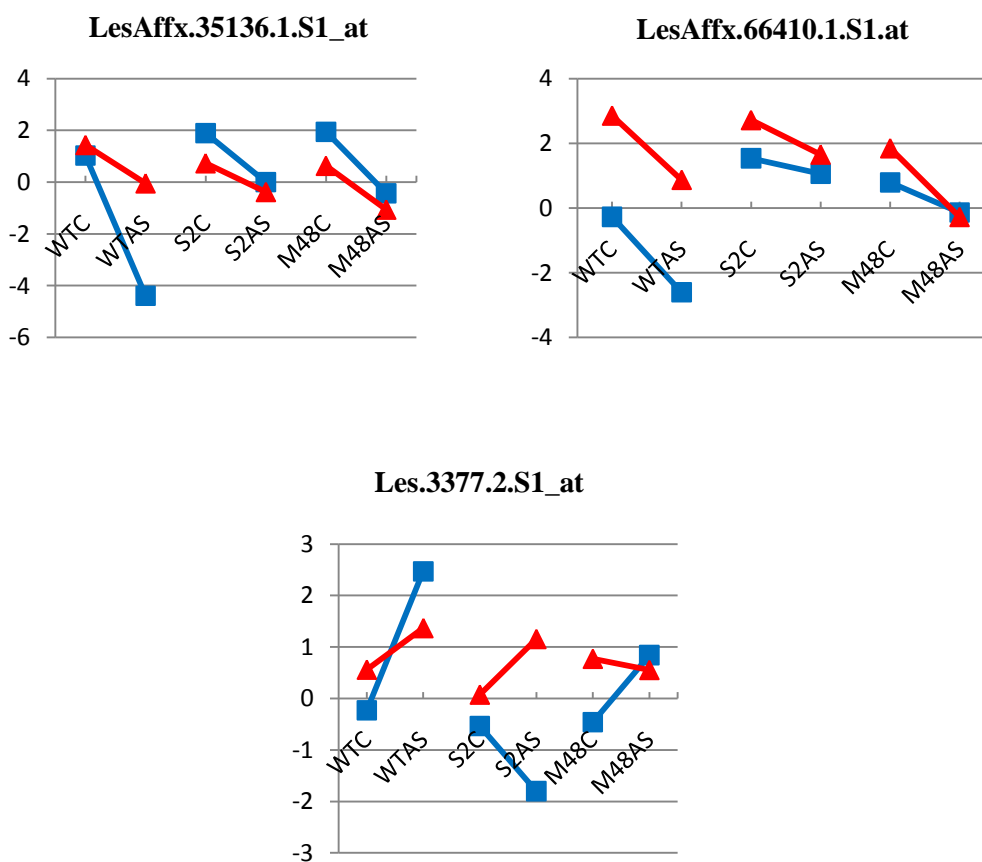 LesAffx.35136.1.S1_at
4
2
0
-2
-4
-6
WTC
WTAS
S2C
S2AS
M48C
M48AS
LesAffx.66410.1.S1.at
4
2
0
-2
-4
WTC
WTAS
S2C
S2AS
M48C
M48AS
Les.3377.2.S1_at
3
2
1
0
-1
-2
-3
WTC
WTAS
S2C
S2AS
M48C
M48AS